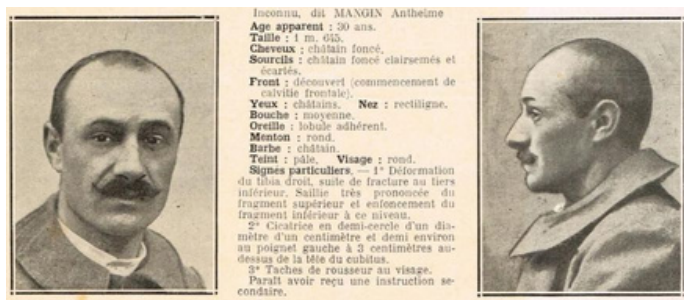 Inconnu, dit MANGIN Anthelme
Age apparent : 30 ans.
Taille : 1 m. 645.
Cheveux : châtain foncé.
Sourcils : châtain foncé clairsemés et
écartés.
Front : découvert (commencement de
calvitie frontale).
Yeux : châtains. Nez : rectiligne.
Bouche : moyenne.
Oreille : lobule adhérent.
Menton : rond.
Barbe : châtain.
Teint : pâle. Visage : rond.
Signes particuliers. — 1° Déformation
du tibia droit, suite de fracture au tiers
inférieur. Saillie très prononcée du
fragment supérieur et enfoncement du
fragment inférieur à ce niveau.
2° Cicatrice en demi-cercle d'un dia-
mètre d'un centimètre et demi environ
au poignet gauche à 3 centimètres au-
dessus de la tête du cubitus.
3° Taches de rousseur au visage.
Paraît avoir reçu une instruction se-
condaire.